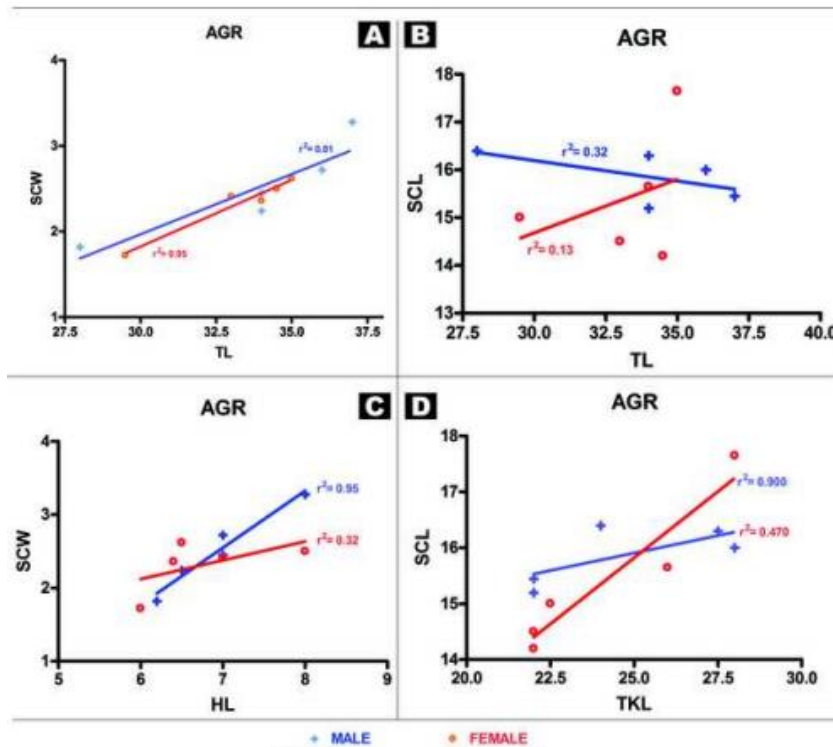 AGR
A
4
3
2
1
SCW
r²= 0.01
r²= 0.95
27.5 30.0 32.5 35.0 37.5
TL
B
AGR
18
17
16
15
14
13
SCL
r²= 0.32
r²= 0.13
27.5 30.0 32.5 35.0 37.5 40.0
TL
AGR
C
4
3
2
1
SCW
r²= 0.95
r²= 0.32
5 6 7 8 9
HL
D
AGR
18
17
16
15
14
SCL
r²= 0.900
r²= 0.470
20.0 22.5 25.0 27.5 30.0
TKL
MALE FEMALE